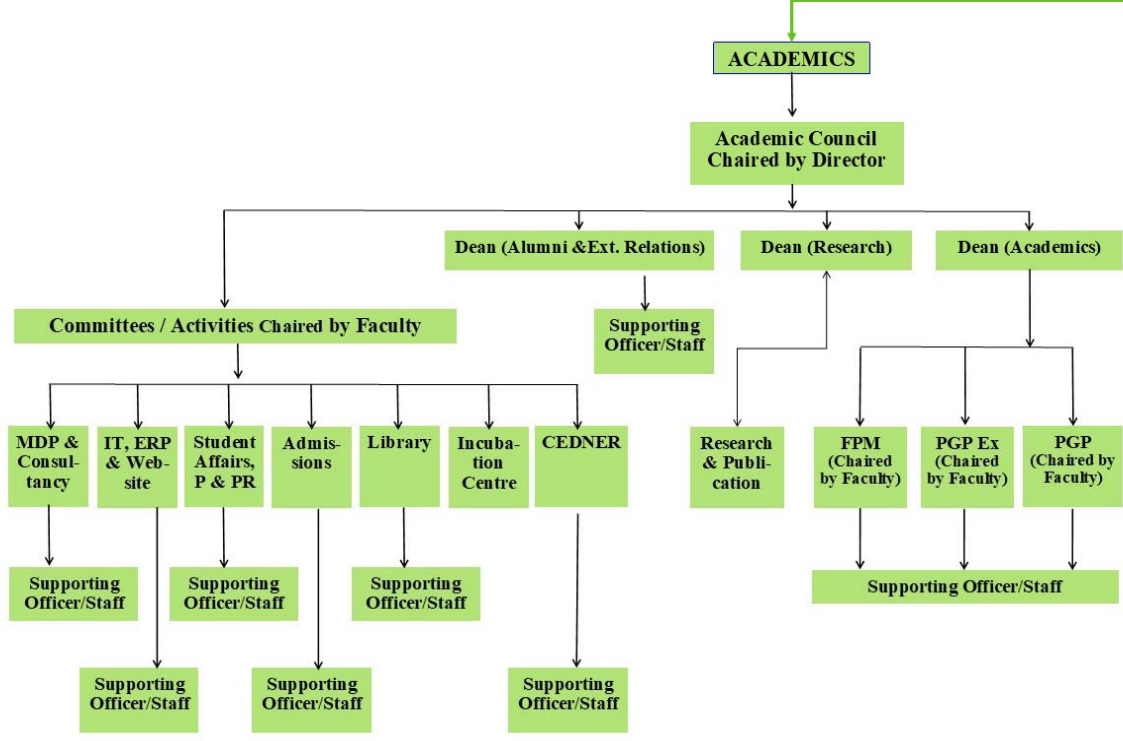 ACADEMICS
Academic Council
Chaired by Director
Dean (Alumni &Ext. Relations)
Dean (Research)
Dean (Academics)
Committees / Activities Chaired by Faculty
Supporting
Officer/Staff
MDP &
Consul-
tancy
IT, ERP
& Web-
site
Student
Affairs,
P & PR
Admis-
sions
Library
Incuba-
tion
Centre
CEDNER
Research
& Publi-
cation
FPM
(Chaired
by Faculty)
PGP Ex
(Chaired
by Faculty)
PGP
(Chaired by
Faculty)
Supporting
Officer/Staff
Supporting
Officer/Staff
Supporting
Officer/Staff
Supporting Officer/Staff
Supporting
Officer/Staff
Supporting
Officer/Staff
Supporting
Officer/Staff